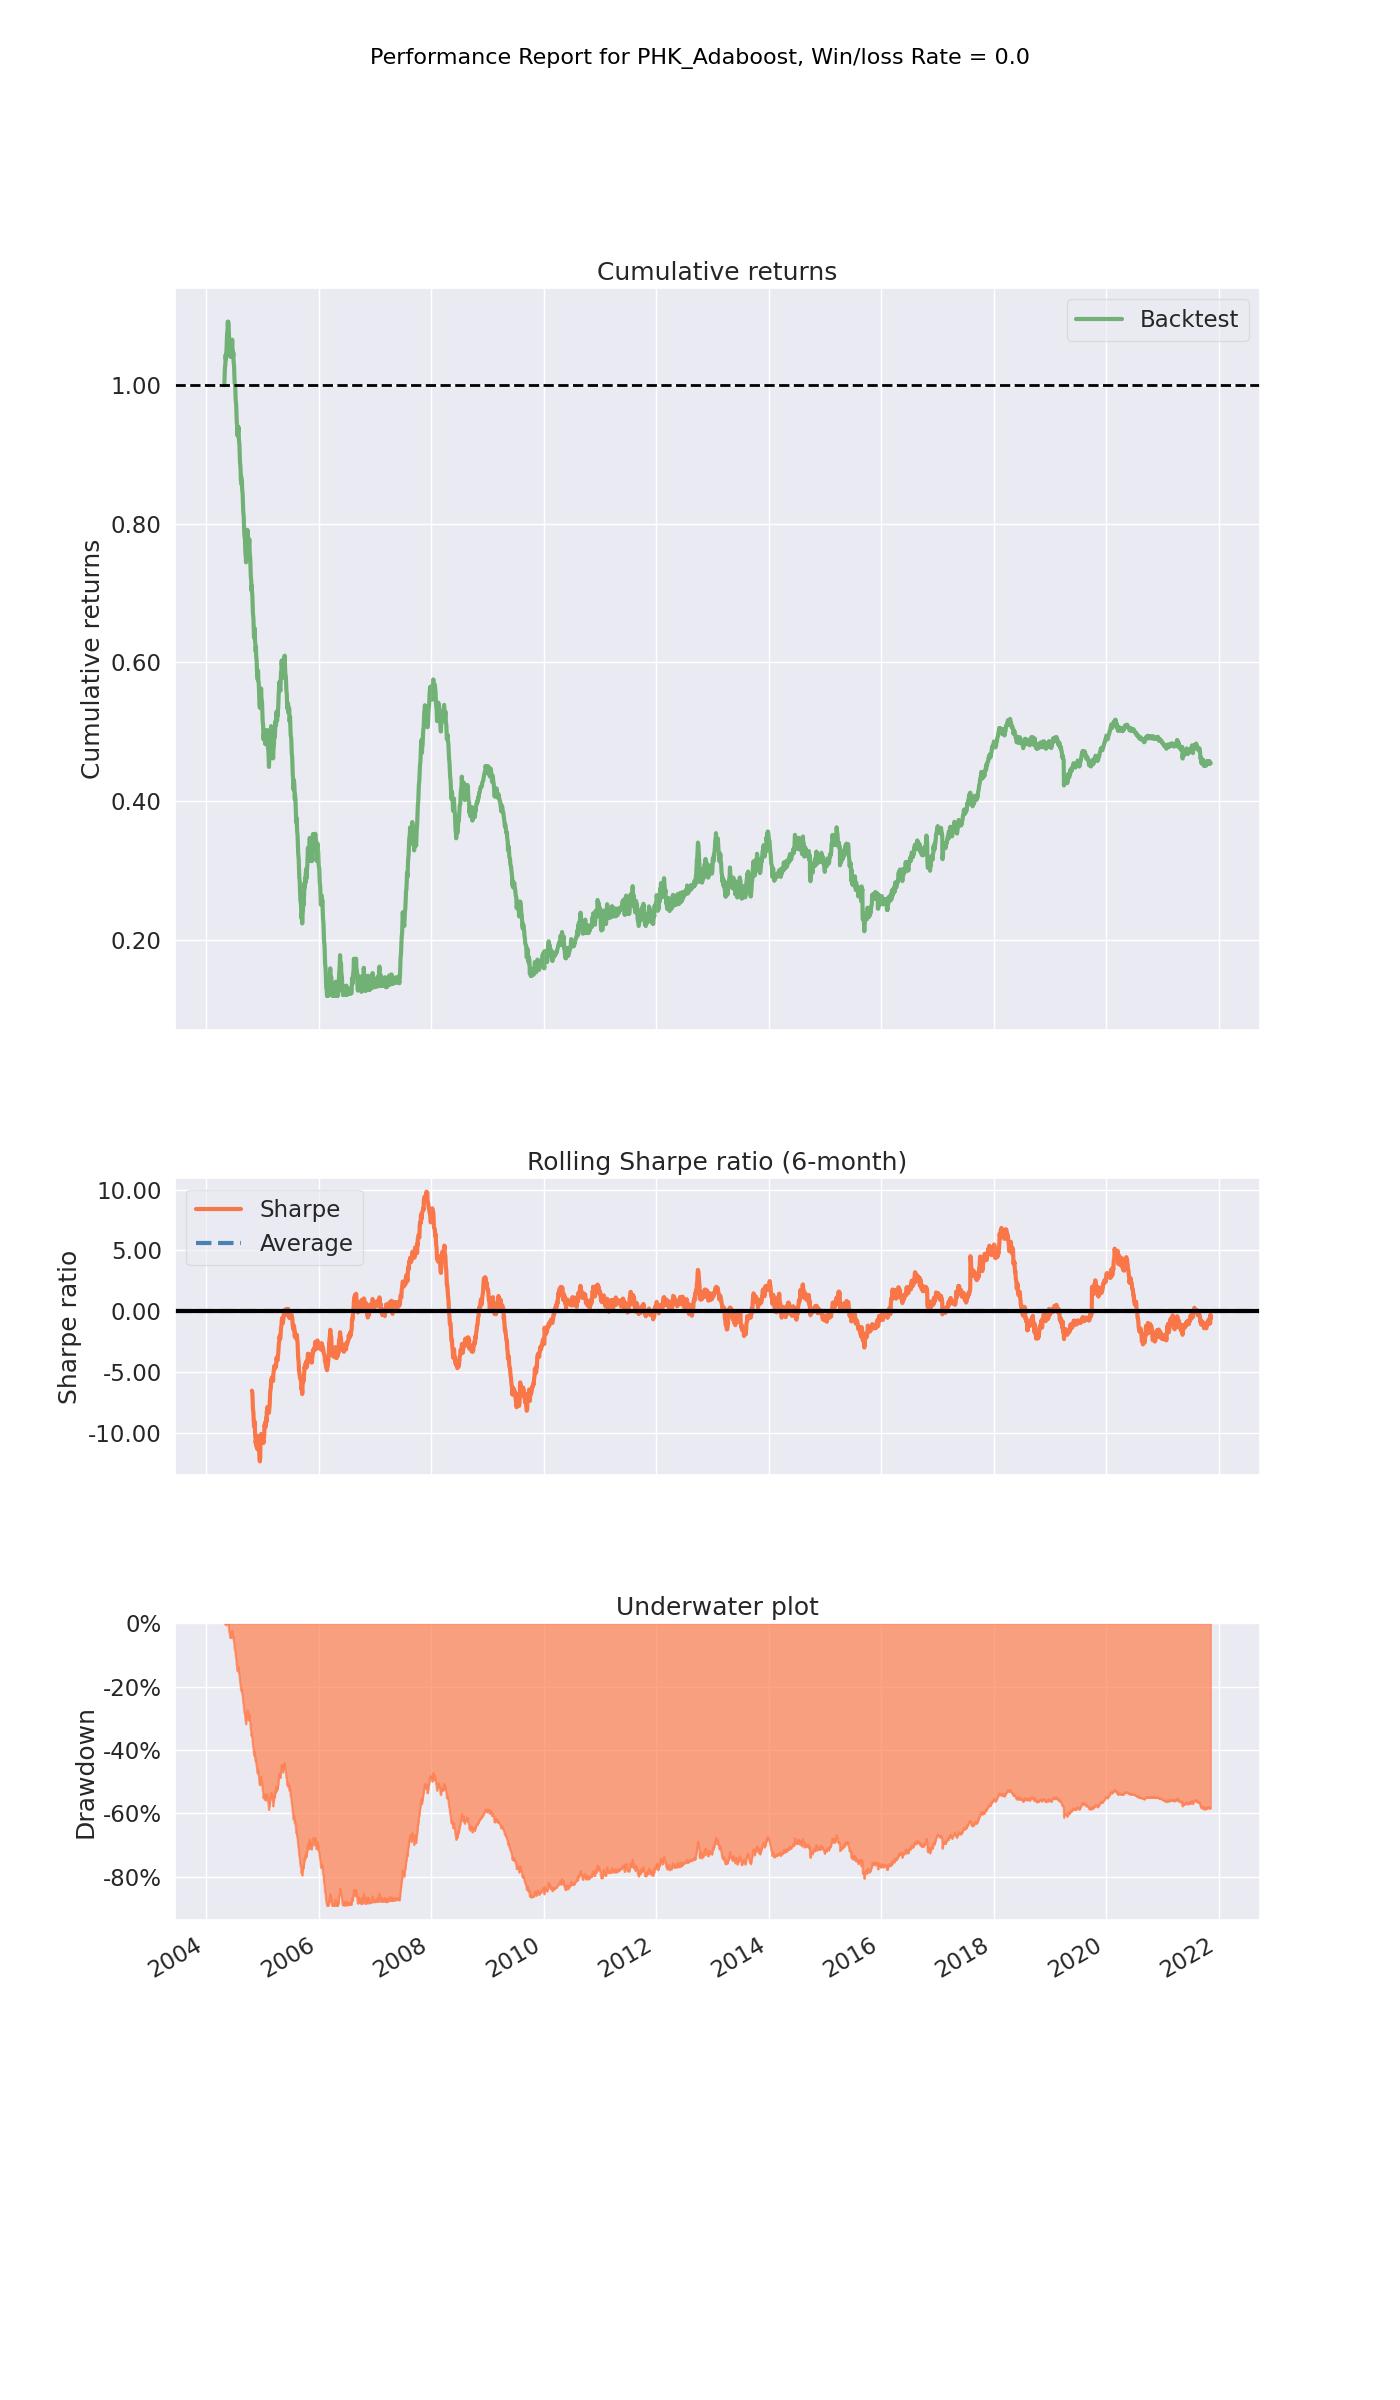 Performance Report for PHK_Adaboost, Win/loss Rate = 0.0
Cumulative returns
Backtest
1.00
0.80
0.60
0.40
0.20
Cumulative returns
Rolling Sharpe ratio (6-month)
Sharpe
Average
10.00
5.00
0.00
-5.00
-10.00
Sharpe ratio
Underwater plot
0%
-20%
-40%
-60%
-80%
Drawdown
2004 2006 2008 2010 2012 2014 2016 2018 2020 2022